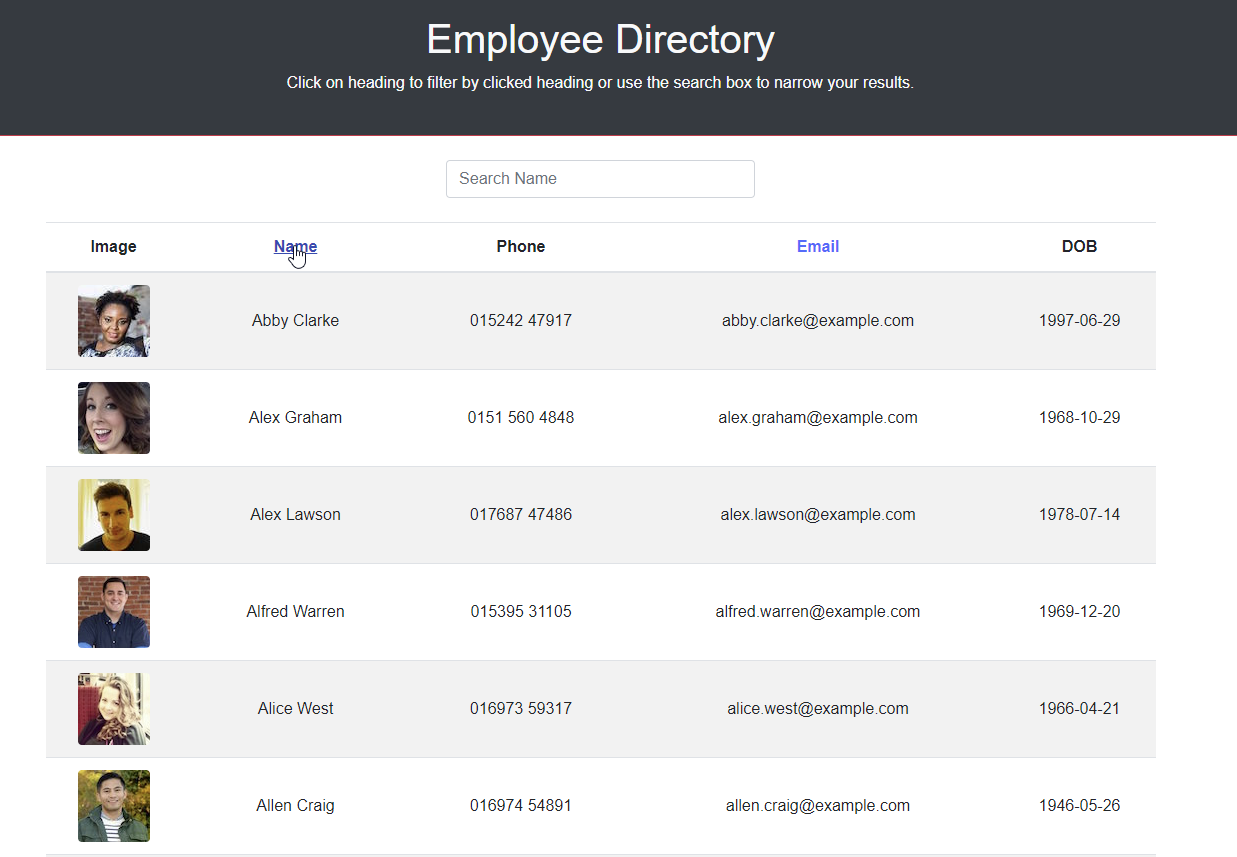 Employee Directory
Click on heading to filter by clicked heading or use the search box to narrow your results.
Search Name
Image Name Phone Email DOB
Abby Clarke 015242 47917 abby.clarke@example.com 1997-06-29
Alex Graham 0151 560 4848 alex.graham@example.com 1968-10-29
Alex Lawson 017687 47486 alex.lawson@example.com 1978-07-14
Alfred Warren 015395 31105 alfred.warren@example.com 1969-12-20
Alice West 016973 59317 alice.west@example.com 1966-04-21
Allen Craig 016974 54891 allen.craig@example.com 1946-05-26